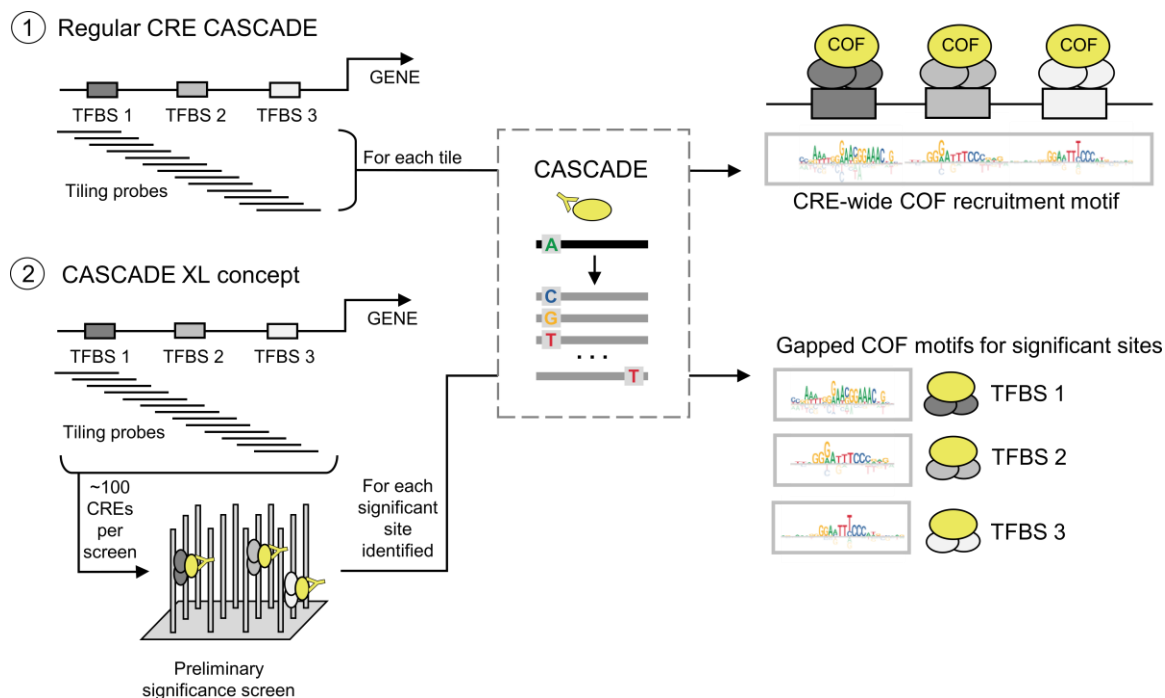 1 Regular CRE CASCADE
GENE
TFBS 1 TFBS 2 TFBS 3
Tiling probes
For each tile
CASCADE
A
C
G
T
. . .
T
COF COF COF
CRE-wide COF recruitment motif
2 CASCADE XL concept
GENE
TFBS 1 TFBS 2 TFBS 3
Tiling probes
~100
CREs
per
screen
For each
significant
site
identified
Preliminary
significance screen
Gapped COF motifs for significant sites
TFBS 1
TFBS 2
TFBS 3